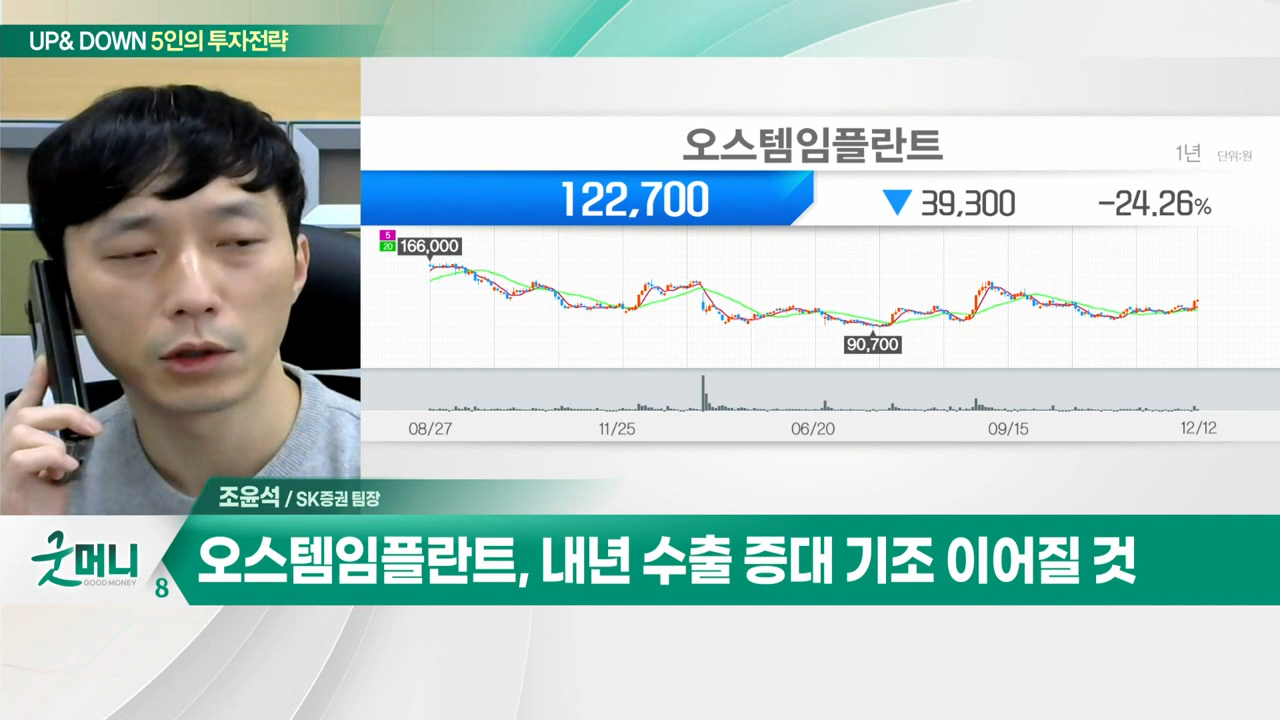 UP& DOWN 5인의 투자전략
오스템임플란트
1년 단위:원
122,700 ▼ 39,300 -24.26%
5
20
166,000
90,700
08/27 11/25 06/20 09/15 12/12
조윤석 / SK증권 팀장
굿머니
GOOD MONEY
8
오스템임플란트, 내년 수출 증대 기조 이어질 것